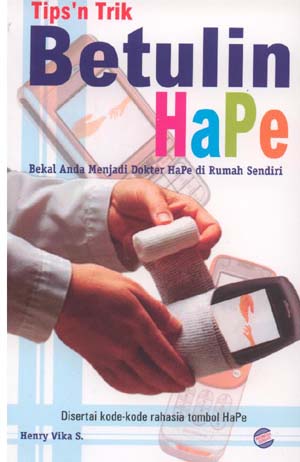 Tips'n Trik
Betulin
HaPe
Bekal Anda Menjadi Dokter HaPe di Rumah Sendiri
Disertai kode-kode rahasia tombol HaPe
Henry Vika S.